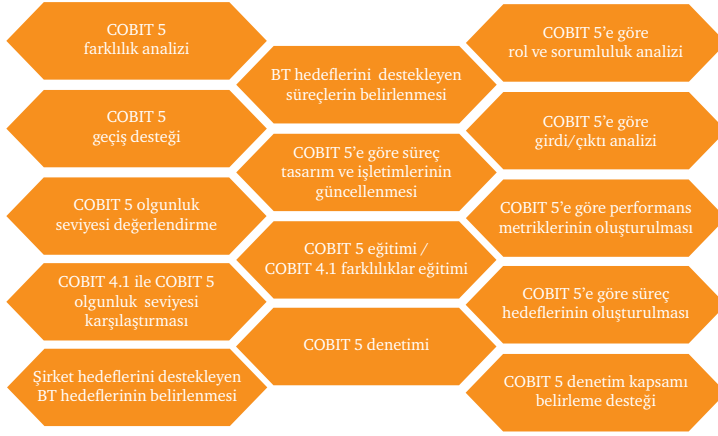 COBIT 5
farklılık analizi
COBIT 5
geçiş desteği
COBIT 5 olgunluk
seviyesi değerlendirme
COBIT 4.1 ile COBIT 5
olgunluk seviyesi
karşılaştırması
Şirket hedeflerini destekleyen
BT hedeflerinin belirlenmesi
BT hedeflerini destekleyen
süreçlerin belirlenmesi
COBIT 5’e göre süreç
tasarım ve işletimlerinin
güncellenmesi
COBIT 5 eğitimi /
COBIT 4.1 farklılıklar eğitimi
COBIT 5 denetimi
COBIT 5’e göre
rol ve sorumluluk analizi
COBIT 5’e göre
girdi/çıktı analizi
COBIT 5’e göre performans
metriklerinin oluşturulması
COBIT 5’e göre süreç
hedeflerinin oluşturulması
COBIT 5 denetim kapsamı
belirleme desteği